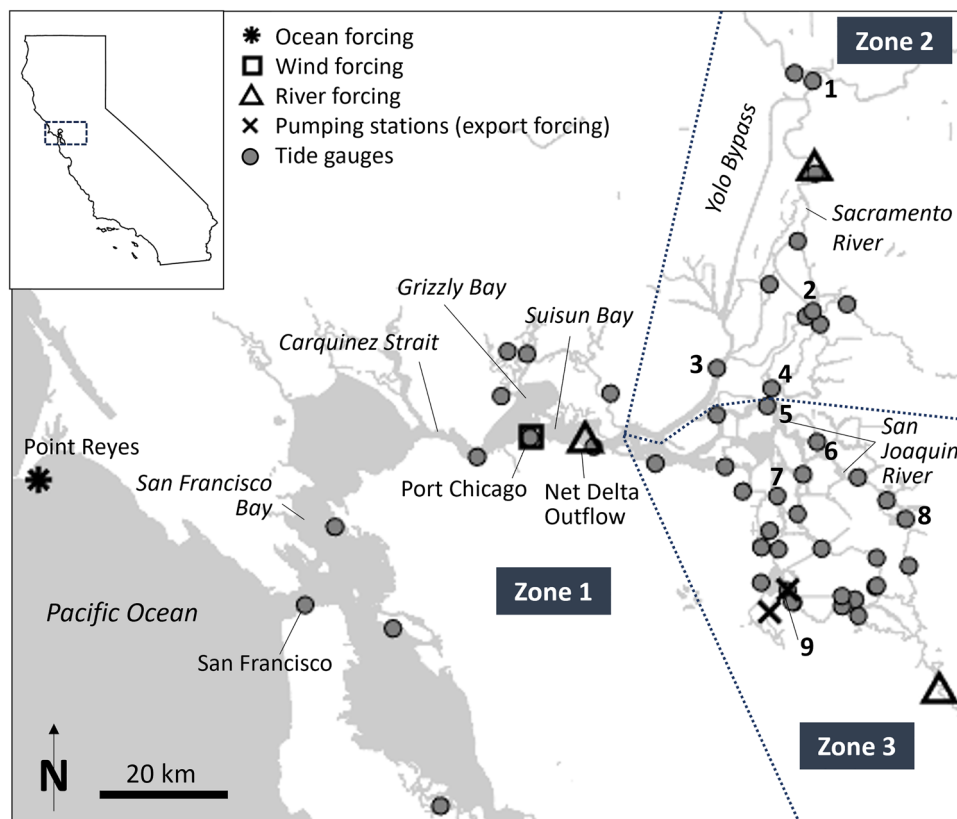 Zone 2
Ocean forcing
Wind forcing
River forcing
Pumping stations (export forcing)
Tide gauges
1
Yolo Bypass
Sacramento
River
Grizzly Bay
Suisun Bay
2
Carquinez Strait
3
4
5
San
Joaquin
River
6
Point Reyes
San Francisco
Bay
Port Chicago
Net Delta
Outflow
7
8
Zone 1
Pacific Ocean
9
San Francisco
Zone 3
N
20 km